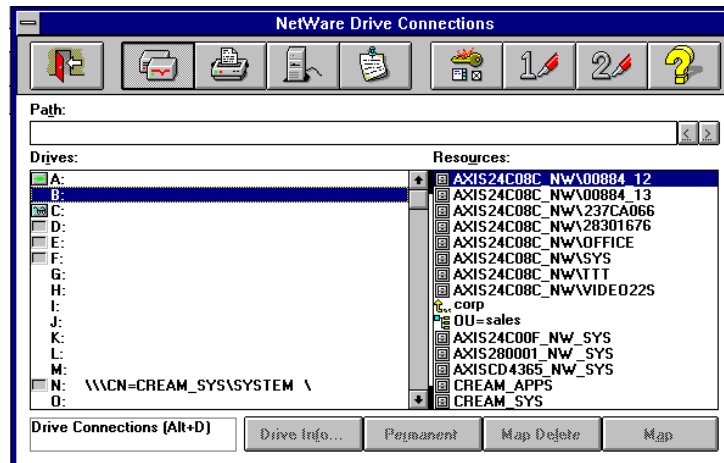 NetWare Drive Connections
1 2 ?
Path:
< >
Drives:
A:
B:
C:
D:
E:
F:
G:
H:
I:
J:
K:
L:
M:
N: \\\CN=CREAM_SYS\SYSTEM \
O:
Resources:
AXIS24C08C_NW\00884_12
AXIS24C08C_NW\00884_13
AXIS24C08C_NW\237CA066
AXIS24C08C_NW\28301676
AXIS24C08C_NW\OFFICE
AXIS24C08C_NW\SYS
AXIS24C08C_NW\TTT
AXIS24C08C_NW\VIDEO22S
corp
OU=sales
AXIS24C00F_NW_SYS
AXIS280001_NW_SYS
AXISCD4365_NW_SYS
CREAM_APPS
CREAM_SYS
Drive Connections (Alt+D)
Drive Info... Permanent Map Delete Map